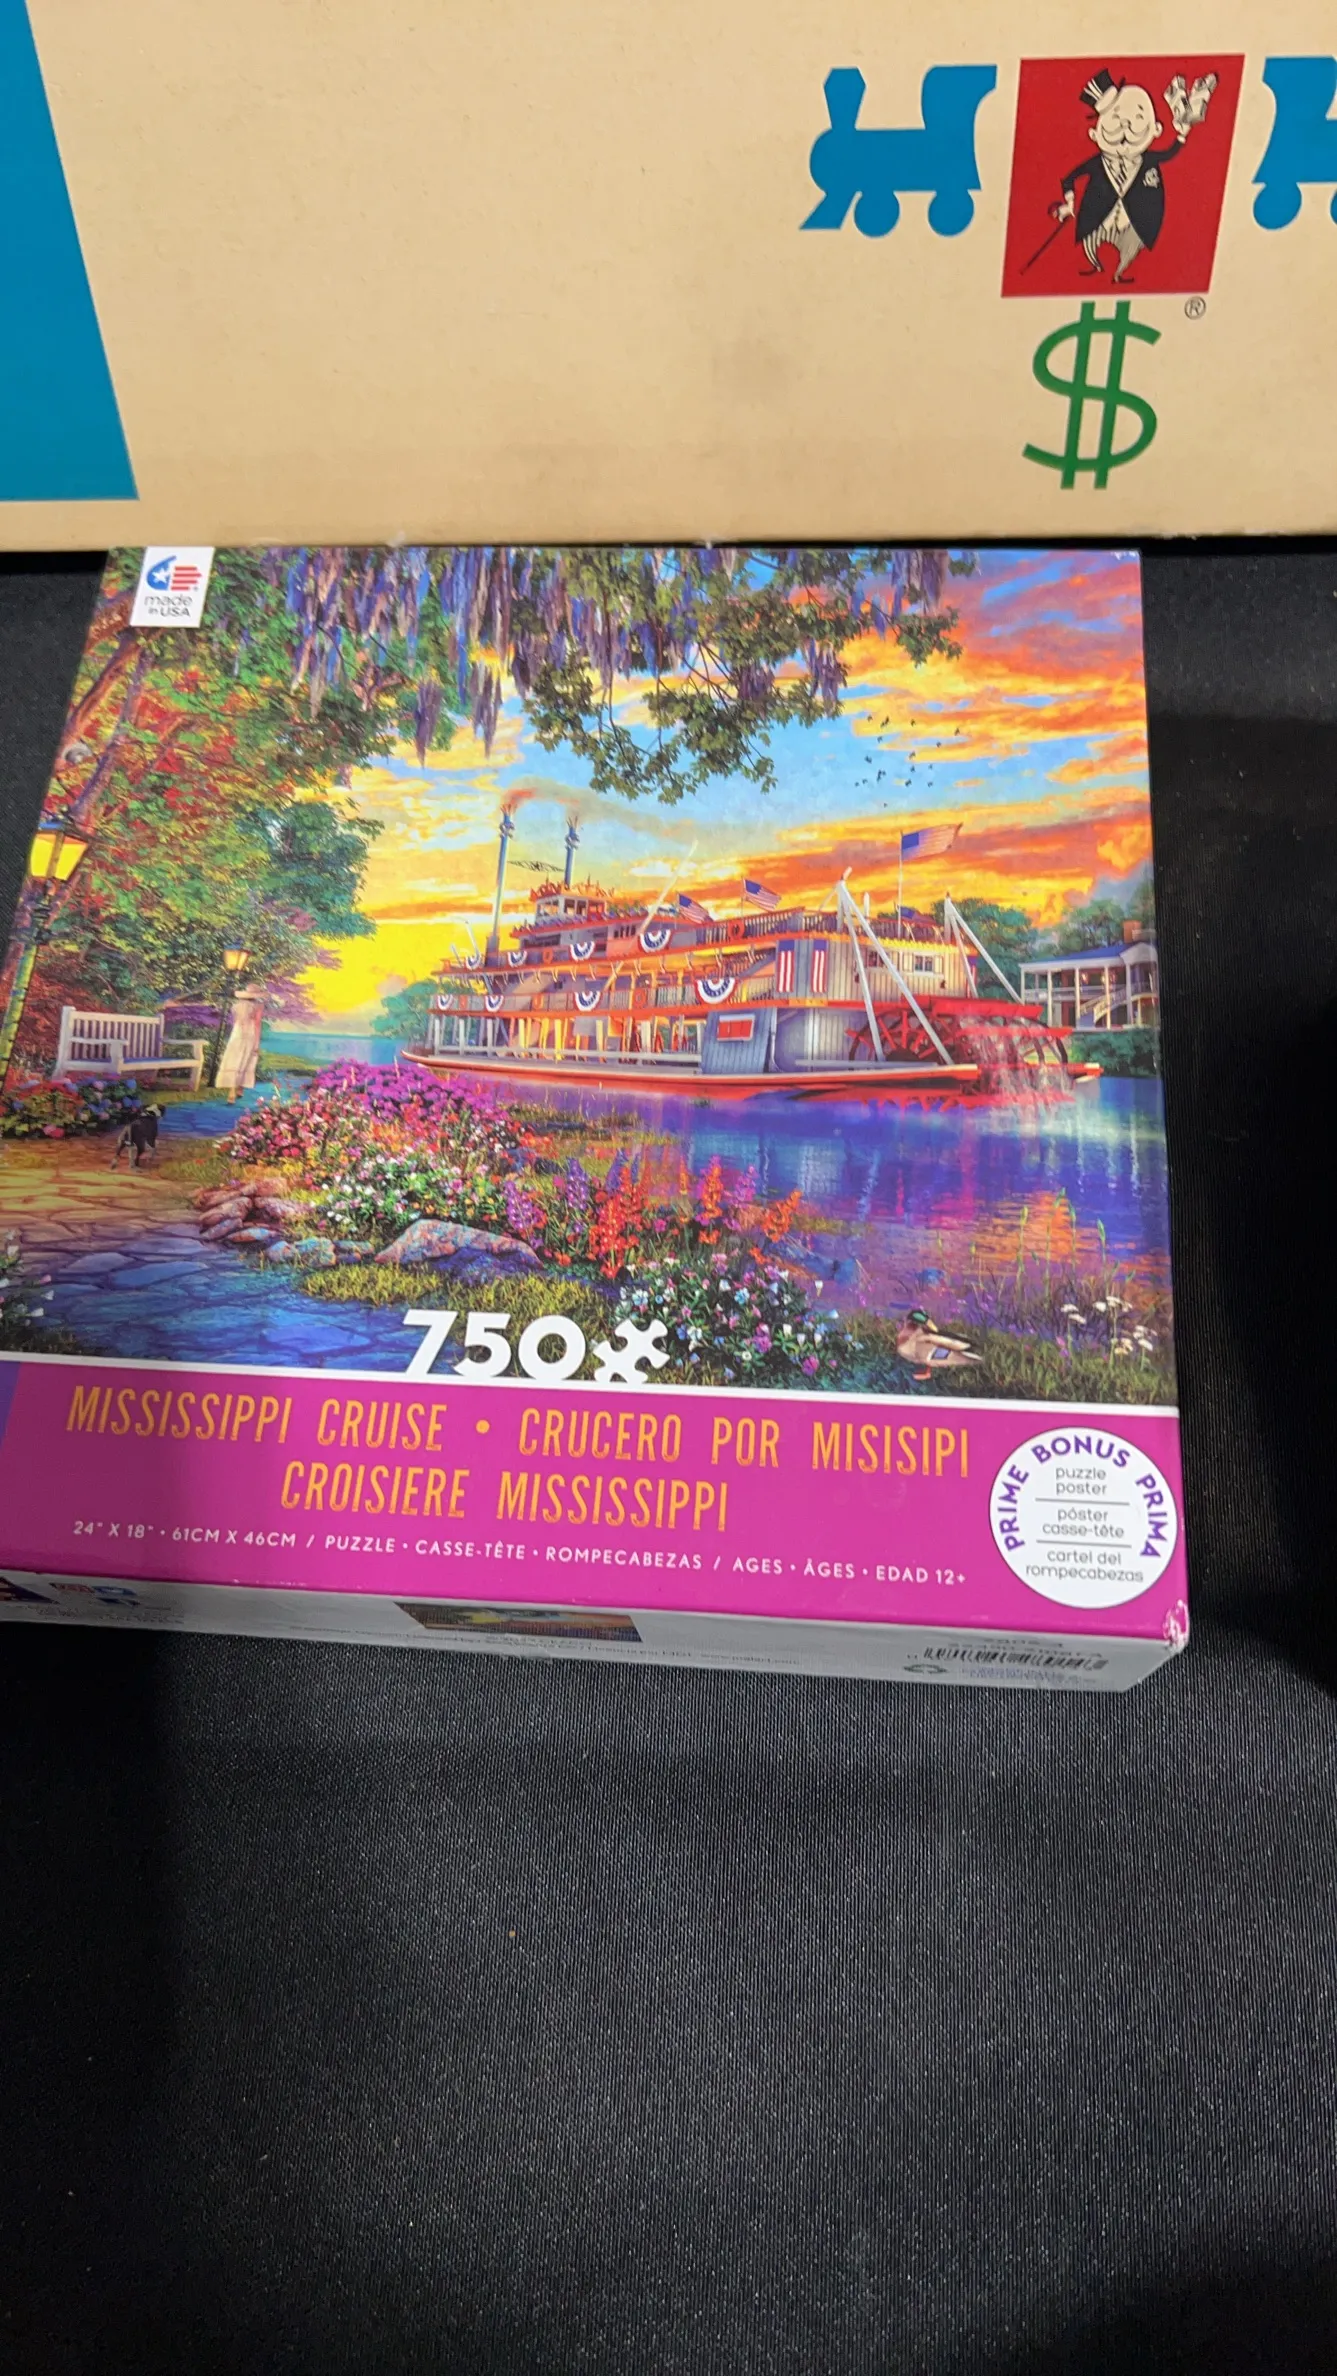 ®
$
made
in USA
750
MISSISSIPPI CRUISE • CRUCERO POR MISISIPI
CROISIERE MISSISSIPPI
24" X 18" • 61CM X 46CM / PUZZLE • CASSE-TÊTE • ROMPECABEZAS / AGES • ÂGES • EDAD 12+
PRIME BONUS PRIMA
puzzle
poster
póster
casse-tête
cartel del
rompecabezas